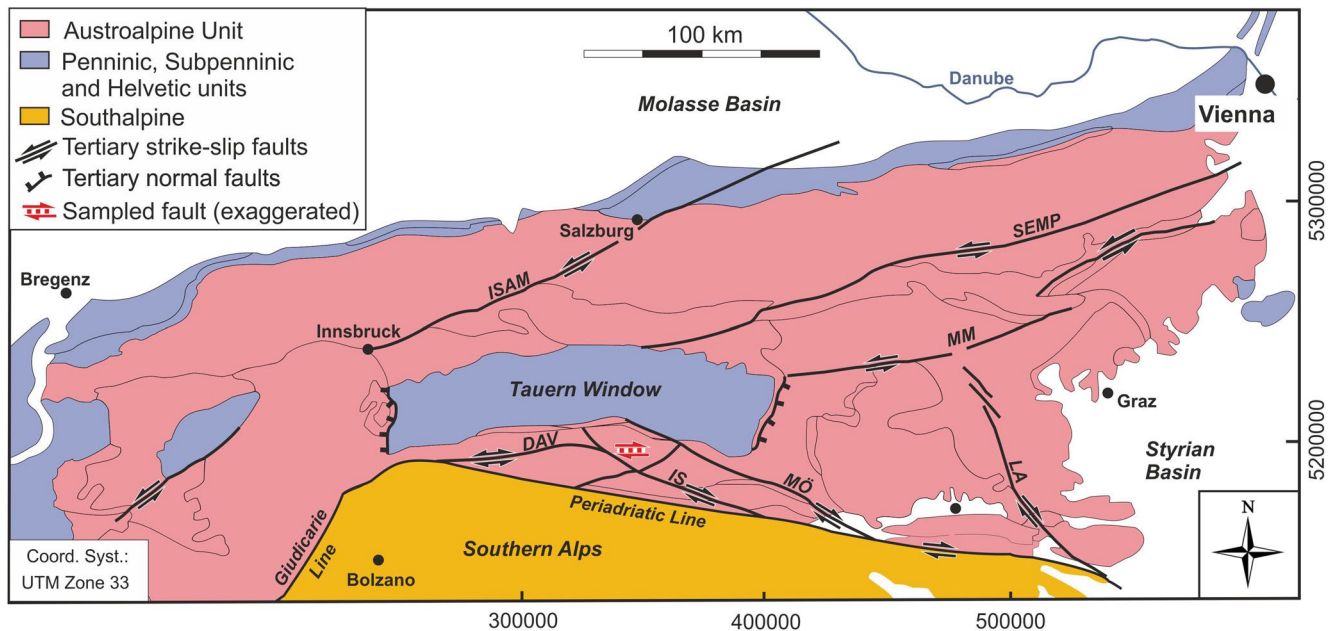 Austroalpine Unit
Penninic, Subpenninic
and Helvetic units
Southalpine
Tertiary strike-slip faults
Tertiary normal faults
Sampled fault (exaggerated)
100 km
Danube
Molasse Basin
Vienna
5300000
Salzburg
SEMP
Bregenz
ISAM
Innsbruck
MM
Tauern Window
Graz
5200000
DAV
Styrian
Basin
IS
MÖ
LA
Periadriatic Line
N
Giudicarie
Line
Southern Alps
Bolzano
Coord. Syst.:
UTM Zone 33
300000
400000
500000